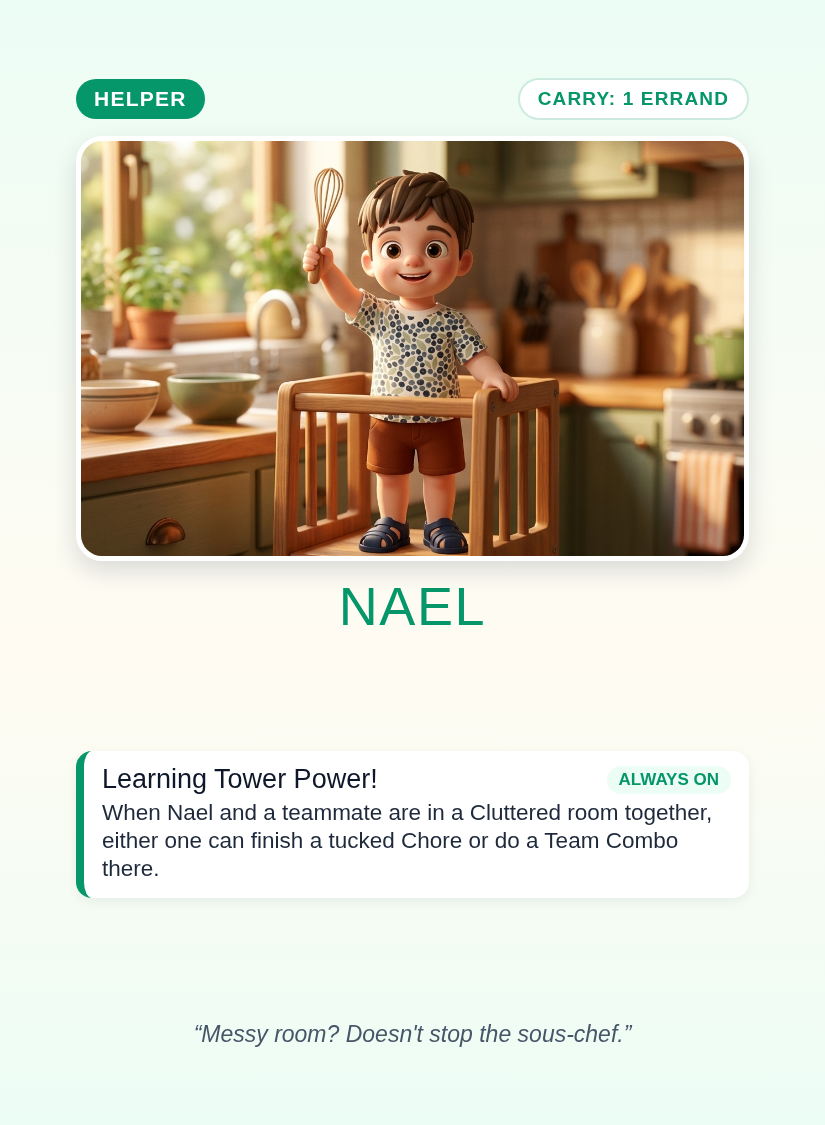 HELPER
CARRY: 1 ERRAND
NAEL
Learning Tower Power!
ALWAYS ON
When Nael and a teammate are in a Cluttered room together,
either one can finish a tucked Chore or do a Team Combo
there.
“Messy room? Doesn't stop the sous-chef.”